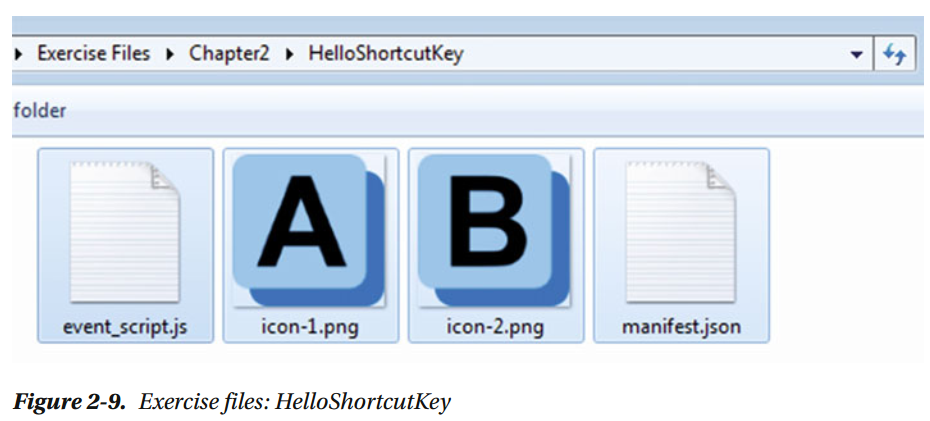 Exercise Files Chapter2 HelloShortcutKey
folder
A B
event_script.js icon-1.png icon-2.png manifest.json
Figure 2-9. Exercise files: HelloShortcutKey